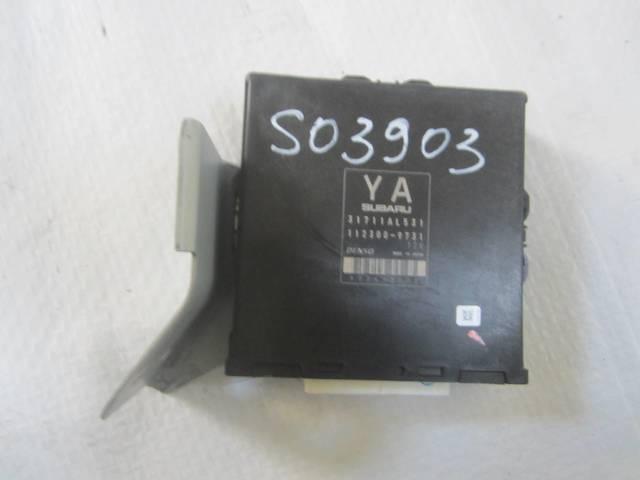 S03903
YA
SUBARU
31711AL531
112300-9731
DENSO